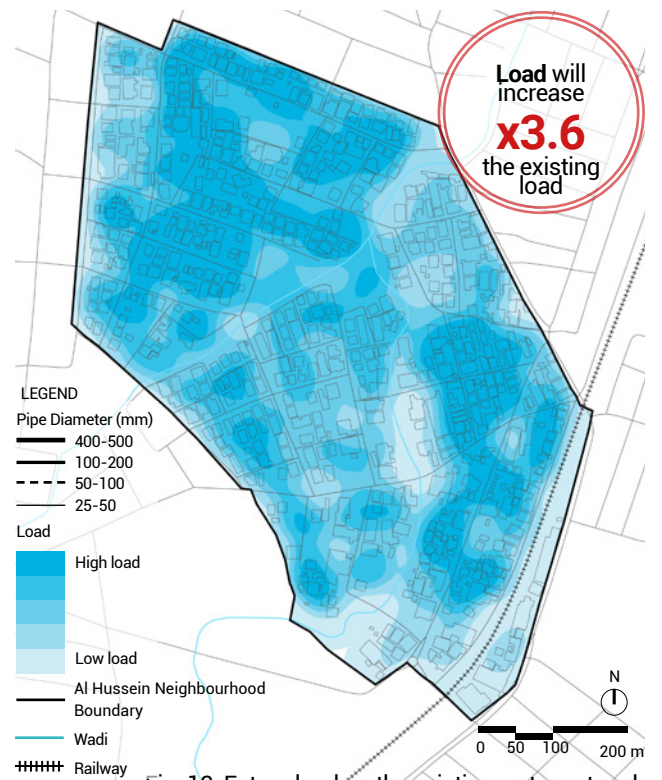 Load will
increase
x3.6
the existing
load
LEGEND
Pipe Diameter (mm)
400-500
100-200
50-100
25-50
Load
High load
Low load
Al Hussein Neighbourhood
Boundary
Wadi
Railway
N
0 50 100 200 m